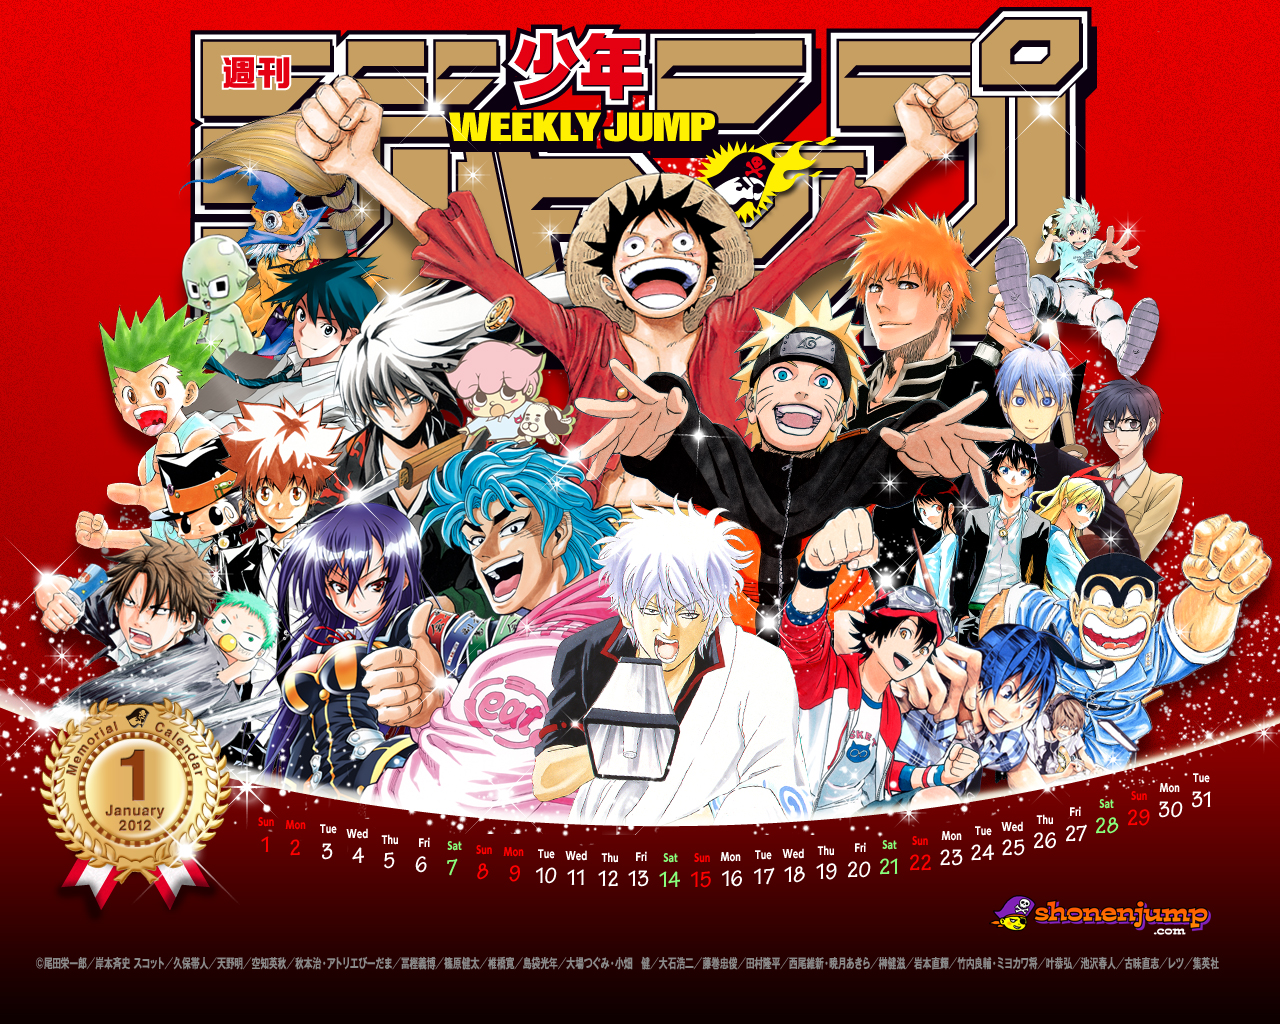 週刊
少年
ジャンプ
WEEKLY JUMP
eat
Memorial Calender
1
January
2012
Sun Mon Tue Wed Thu Fri Sat Sun Mon Tue Wed Thu Fri Sat Sun Mon Tue Wed Thu Fri Sat Sun Mon Tue Wed Thu Fri Sat Sun Mon Tue
1 2 3 4 5 6 7 8 9 10 11 12 13 14 15 16 17 18 19 20 21 22 23 24 25 26 27 28 29 30 31
shonenjump
.com
©尾田栄一郎／岸本斉史 スコット／久保帯人／天野明／空知英秋／秋本治・アトリエびーだま／冨樫義博／篠原健太／椎橋寛／島袋光年／大場つぐみ・小畑 健／大石浩二／藤巻忠俊／田村隆平／西尾維新・暁月あきら／榊健滋／岩本直輝／竹内良輔・ミヨカワ将／叶恭弘／池沢春人／古味直志／レツ／集英社